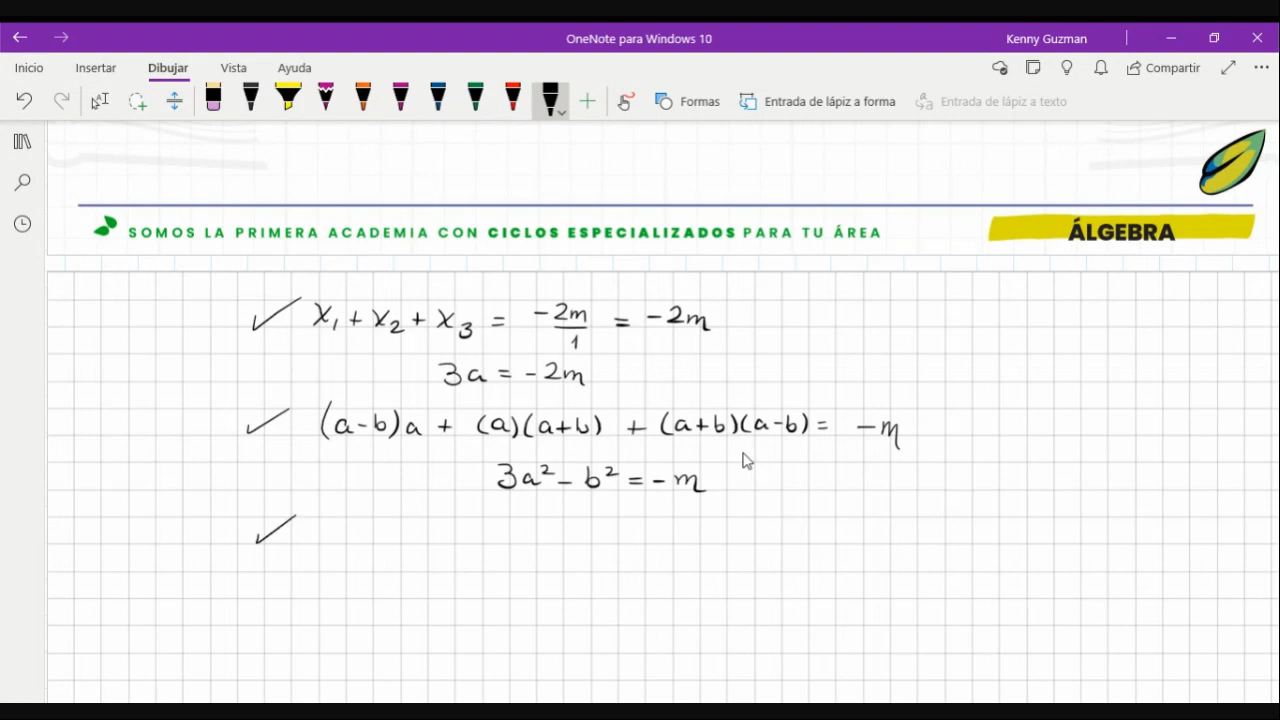 OneNote para Windows 10
Kenny Guzman
Inicio Insertar Dibujar Vista Ayuda
Compartir
Formas Entrada de lápiz a forma Entrada de lápiz a texto
SOMOS LA PRIMERA ACADEMIA CON CICLOS ESPECIALIZADOS PARA TU ÁREA
ÁLGEBRA
x₁ + x₂ + x₃ = -2m/1 = -2m
3a = -2m
(a-b)a + (a)(a+b) + (a+b)(a-b) = -m
3a² - b² = -m